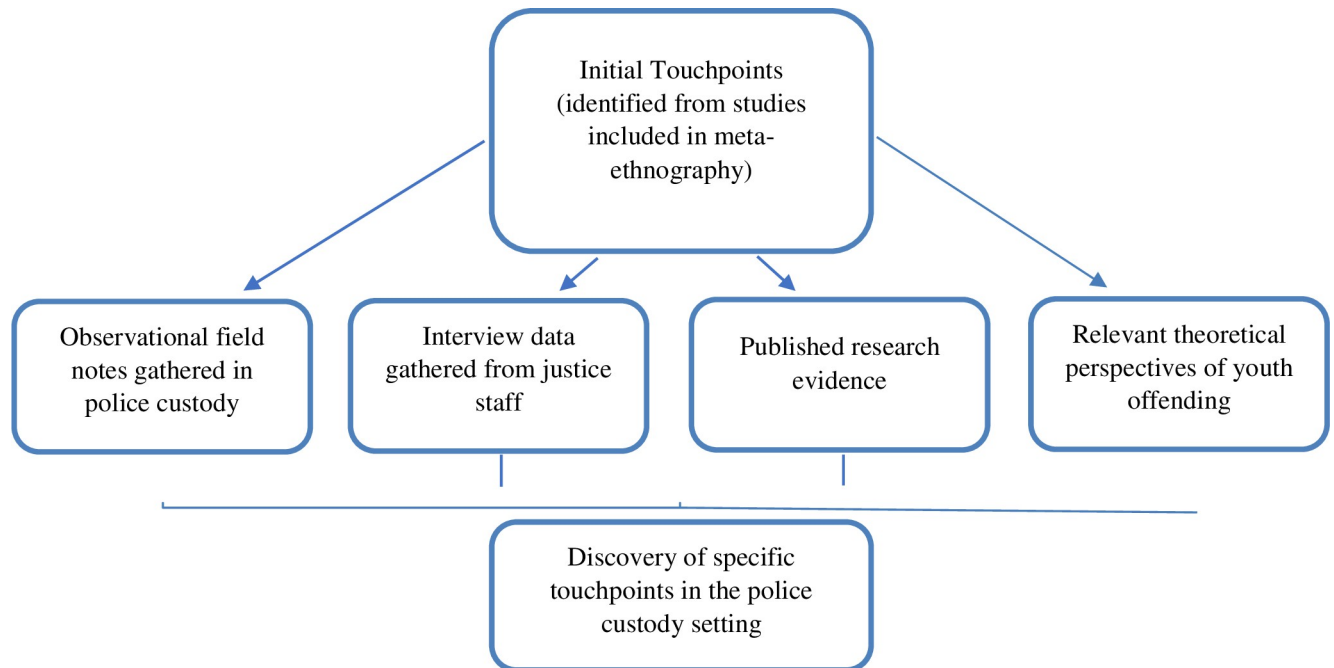 Initial Touchpoints
(identified from studies
included in meta-
ethnography)
Observational field
notes gathered in
police custody
Interview data
gathered from justice
staff
Published research
evidence
Relevant theoretical
perspectives of youth
offending
Discovery of specific
touchpoints in the police
custody setting